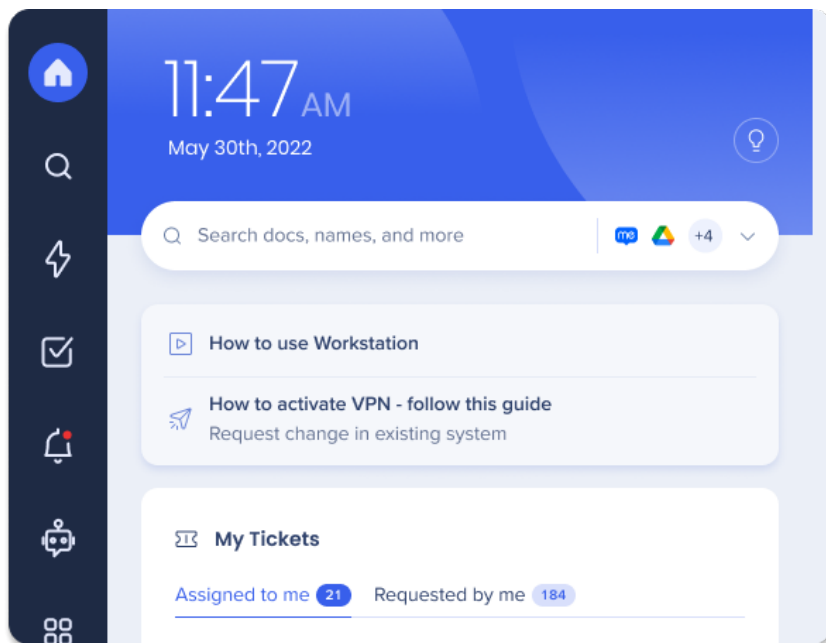 11:47 AM
May 30th, 2022
Search docs, names, and more me +4
How to use Workstation
How to activate VPN - follow this guide
Request change in existing system
My Tickets
Assigned to me 21 Requested by me 184